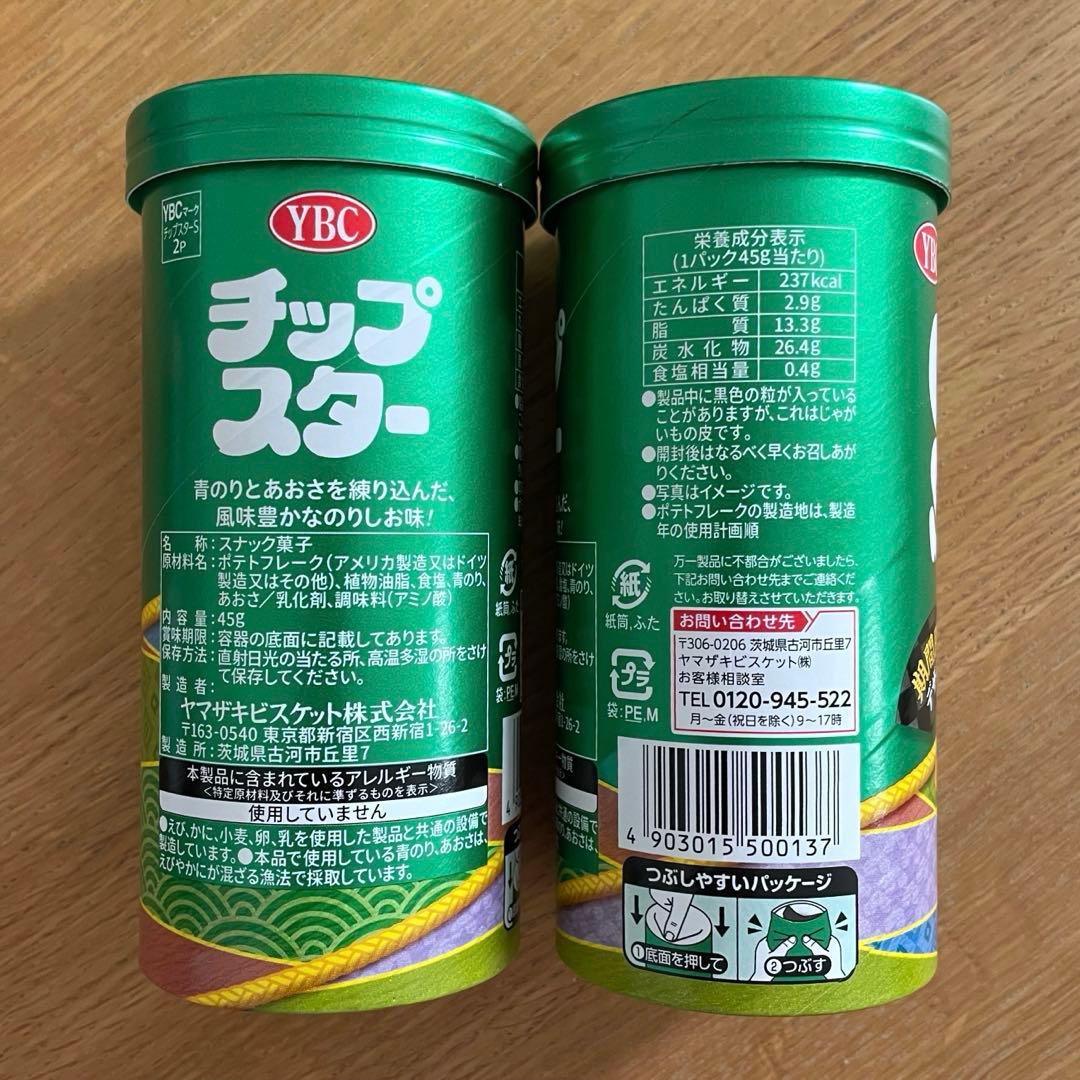 YBCマーク
チップスターS
2P
YBC
チップ
スター
青のりとあおさを練り込んだ、
風味豊かなのりしお味!
名称:スナック菓子
原材料名:ポテトフレーク(アメリカ製造又はドイツ
製造又はその他)、植物油脂、食塩、青のり、
あおさ/乳化剤、調味料(アミノ酸)
内容量:45g
賞味期限:容器の底面に記載してあります。
保存方法:直射日光の当たる所、高温多湿の所をさけ
て保存してください。
製造者:
ヤマザキビスケット株式会社
〒163-0540 東京都新宿区西新宿1-26-2
製造所:茨城県古河市丘里7
本製品に含まれているアレルギー物質
<特定原材料及びそれに準ずるものを表示>
使用していません
●えび、かに、小麦、卵、乳を使用した製品と共通の設備で
製造しています。●本品で使用している青のり、あおさは、
えびやかにが混ざる漁法で採取しています。
紙
紙筒,ふた
プラ
袋:PE,M
YBC
栄養成分表示
(1パック45g当たり)
エネルギー 237kcal
たんぱく質 2.9g
脂質 13.3g
炭水化物 26.4g
食塩相当量 0.4g
●製品中に黒色の粒が入っている
ことがありますが、これはじゃが
いもの皮です。
●開封後はなるべく早くお召しあが
りください。
●写真はイメージです。
●ポテトフレークの製造地は、製造
年の使用計画順
万一製品に不都合がございましたら、
下記お問い合わせ先までご連絡くだ
さい。お取り替えさせていただきます。
お問い合わせ先
〒306-0206 茨城県古河市丘里7
ヤマザキビスケット㈱
お客様相談室
TEL 0120-945-522
月~金(祝日を除く)9~17時
紙
紙筒,ふた
プラ
袋:PE,M
4 903015 500137
つぶしやすいパッケージ
①底面を押して
②つぶす